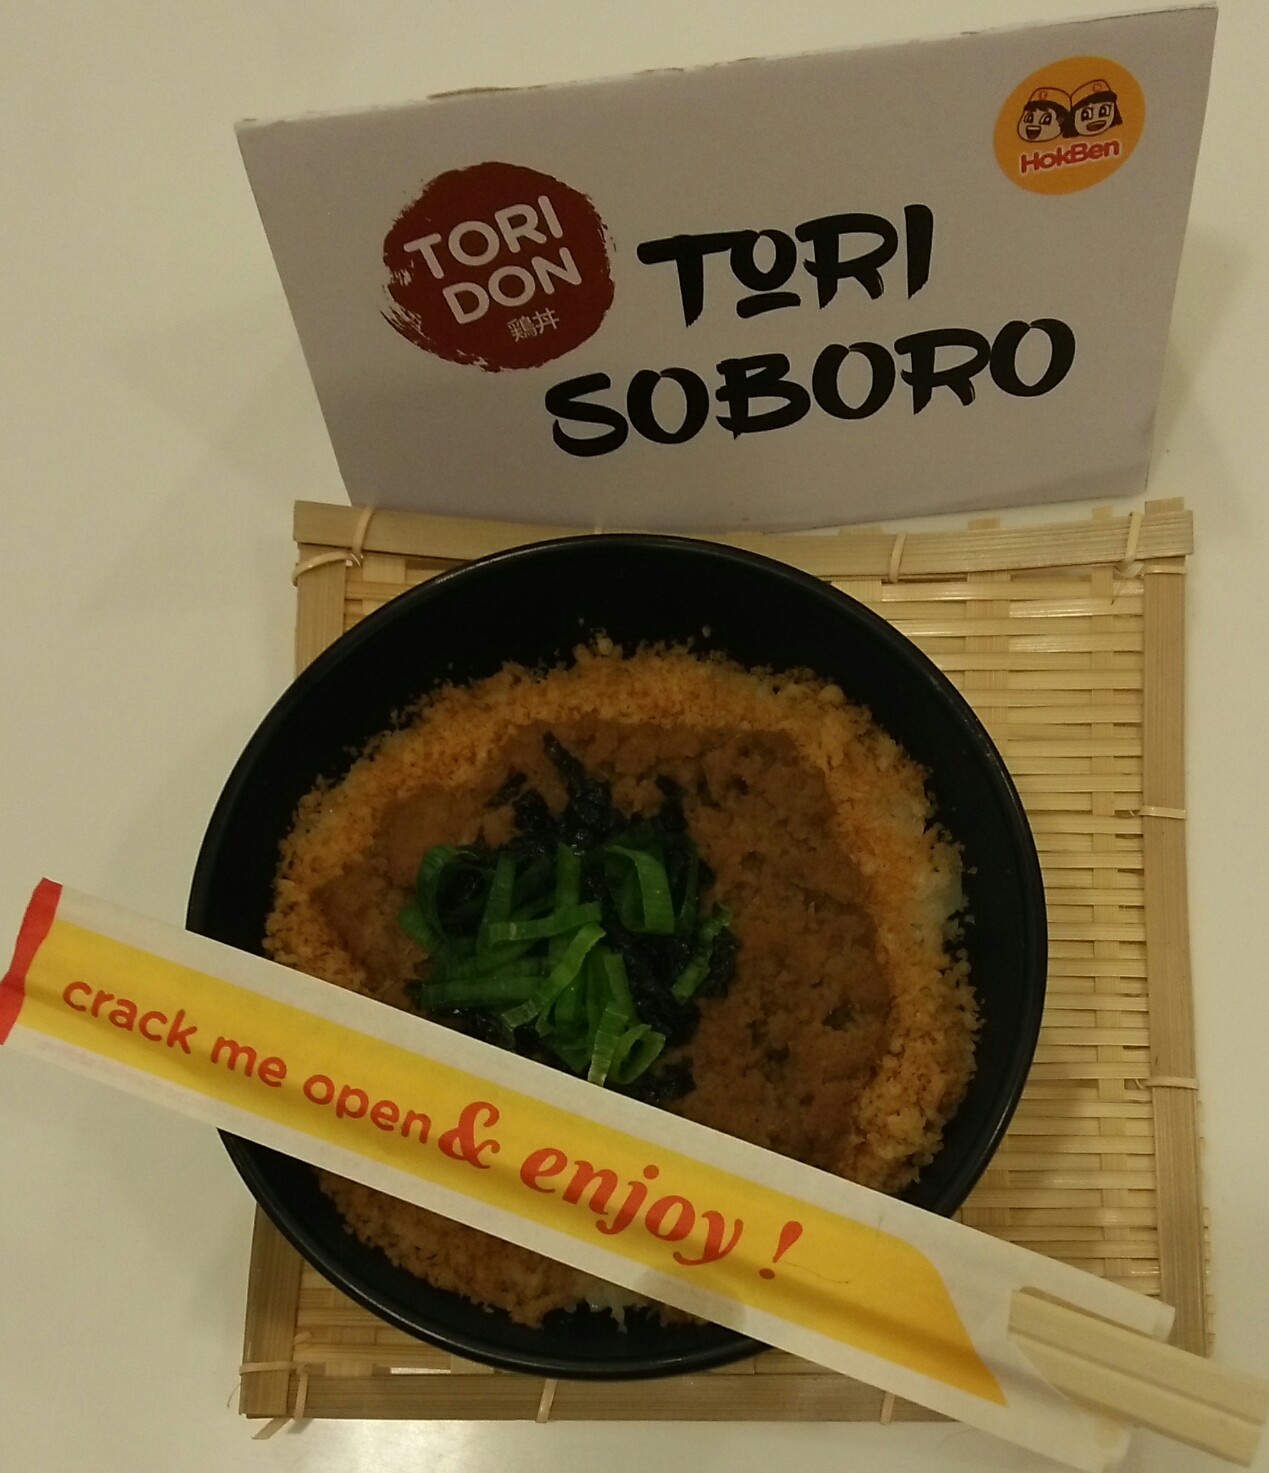 HokBen
TORI
DON
鶏丼
TORI
SOBORO
crack me open & enjoy !